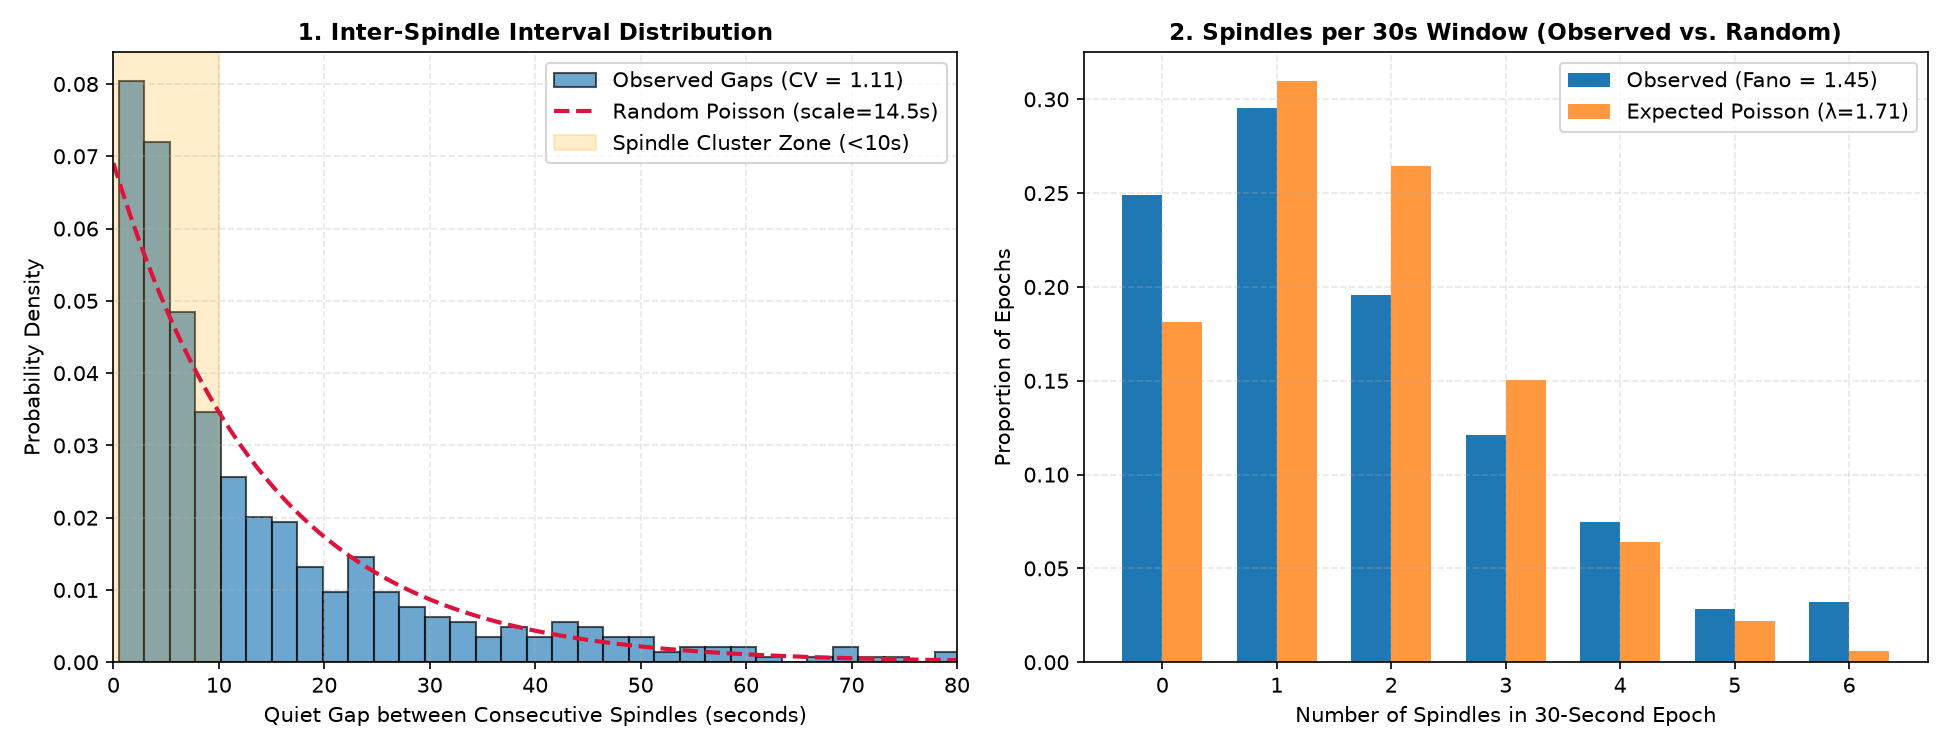 1. Inter-Spindle Interval Distribution
Probability Density
0.08
0.07
0.06
0.05
0.04
0.03
0.02
0.01
0.00
Observed Gaps (CV = 1.11)
Random Poisson (scale=14.5s)
Spindle Cluster Zone (<10s)
0 10 20 30 40 50 60 70 80
Quiet Gap between Consecutive Spindles (seconds)
2. Spindles per 30s Window (Observed vs. Random)
Proportion of Epochs
0.30
0.25
0.20
0.15
0.10
0.05
0.00
Observed (Fano = 1.45)
Expected Poisson (λ=1.71)
0 1 2 3 4 5 6
Number of Spindles in 30-Second Epoch